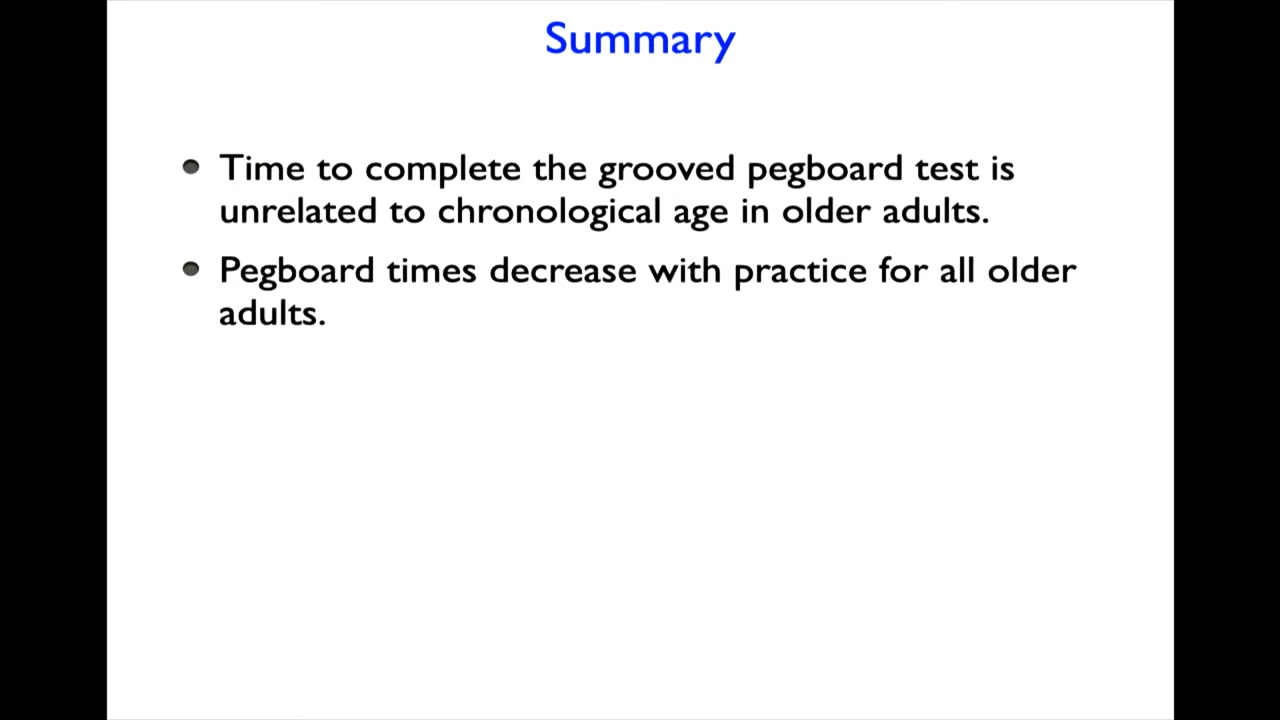 Summary
Time to complete the grooved pegboard test is
unrelated to chronological age in older adults.
Pegboard times decrease with practice for all older
adults.